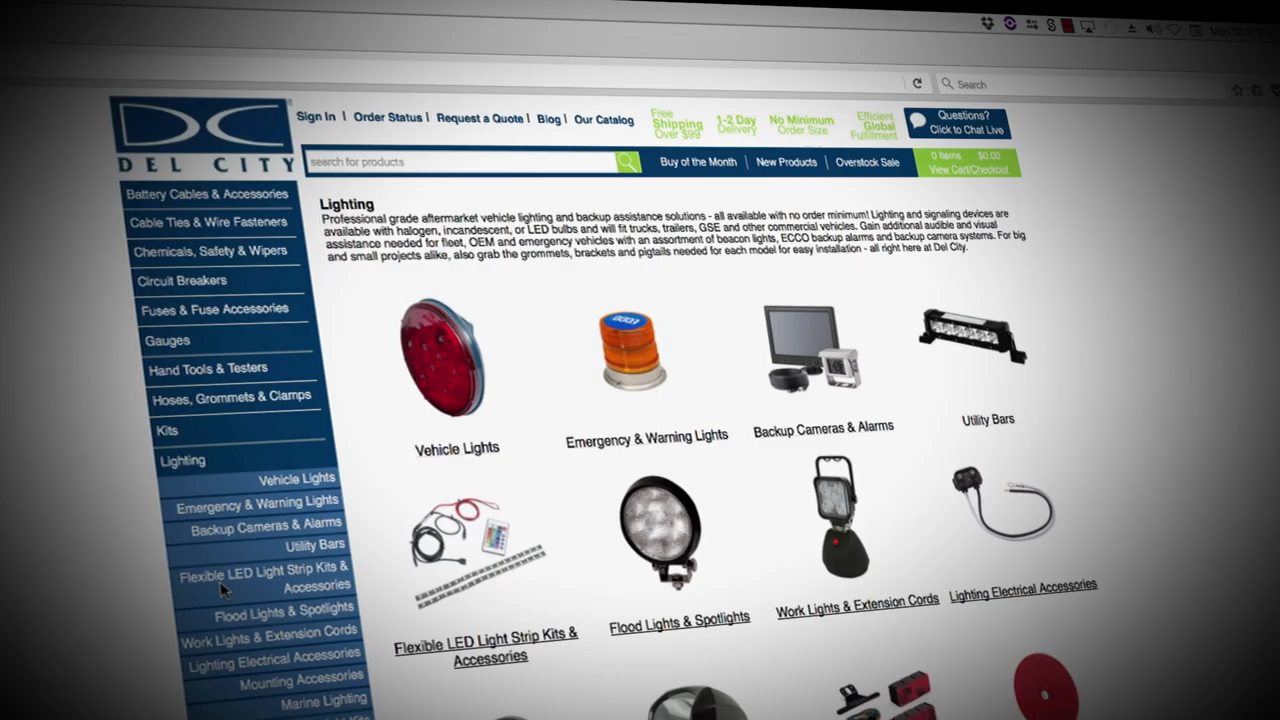 Search
DEL CITY
Sign In | Order Status | Request a Quote | Blog | Our Catalog
Free
Shipping
Over $99
1-2 Day
Delivery
No Minimum
Order Size
Efficient
Global
Fulfillment
Questions?
Click to Chat Live
search for products
Buy of the Month | New Products | Overstock Sale
0 Items $0.00
View Cart/Checkout
Battery Cables & Accessories
Cable Ties & Wire Fasteners
Chemicals, Safety & Wipers
Circuit Breakers
Fuses & Fuse Accessories
Gauges
Hand Tools & Testers
Hoses, Grommets & Clamps
Kits
Lighting
Vehicle Lights
Emergency & Warning Lights
Backup Cameras & Alarms
Utility Bars
Flexible LED Light Strip Kits &
Accessories
Flood Lights & Spotlights
Work Lights & Extension Cords
Lighting Electrical Accessories
Mounting Accessories
Marine Lighting
Lighting
Professional grade aftermarket vehicle lighting and backup assistance solutions - all available with no order minimum! Lighting and signaling devices are
available with halogen, incandescent, or LED bulbs and will fit trucks, trailers, GSE and other commercial vehicles. Gain additional audible and visual
assistance needed for fleet, OEM and emergency vehicles with an assortment of beacon lights, ECCO backup alarms and backup camera systems. For big
and small projects alike, also grab the grommets, brackets and pigtails needed for each model for easy installation - all right here at Del City.
Vehicle Lights
Emergency & Warning Lights
Backup Cameras & Alarms
Utility Bars
Flexible LED Light Strip Kits &
Accessories
Flood Lights & Spotlights
Work Lights & Extension Cords
Lighting Electrical Accessories